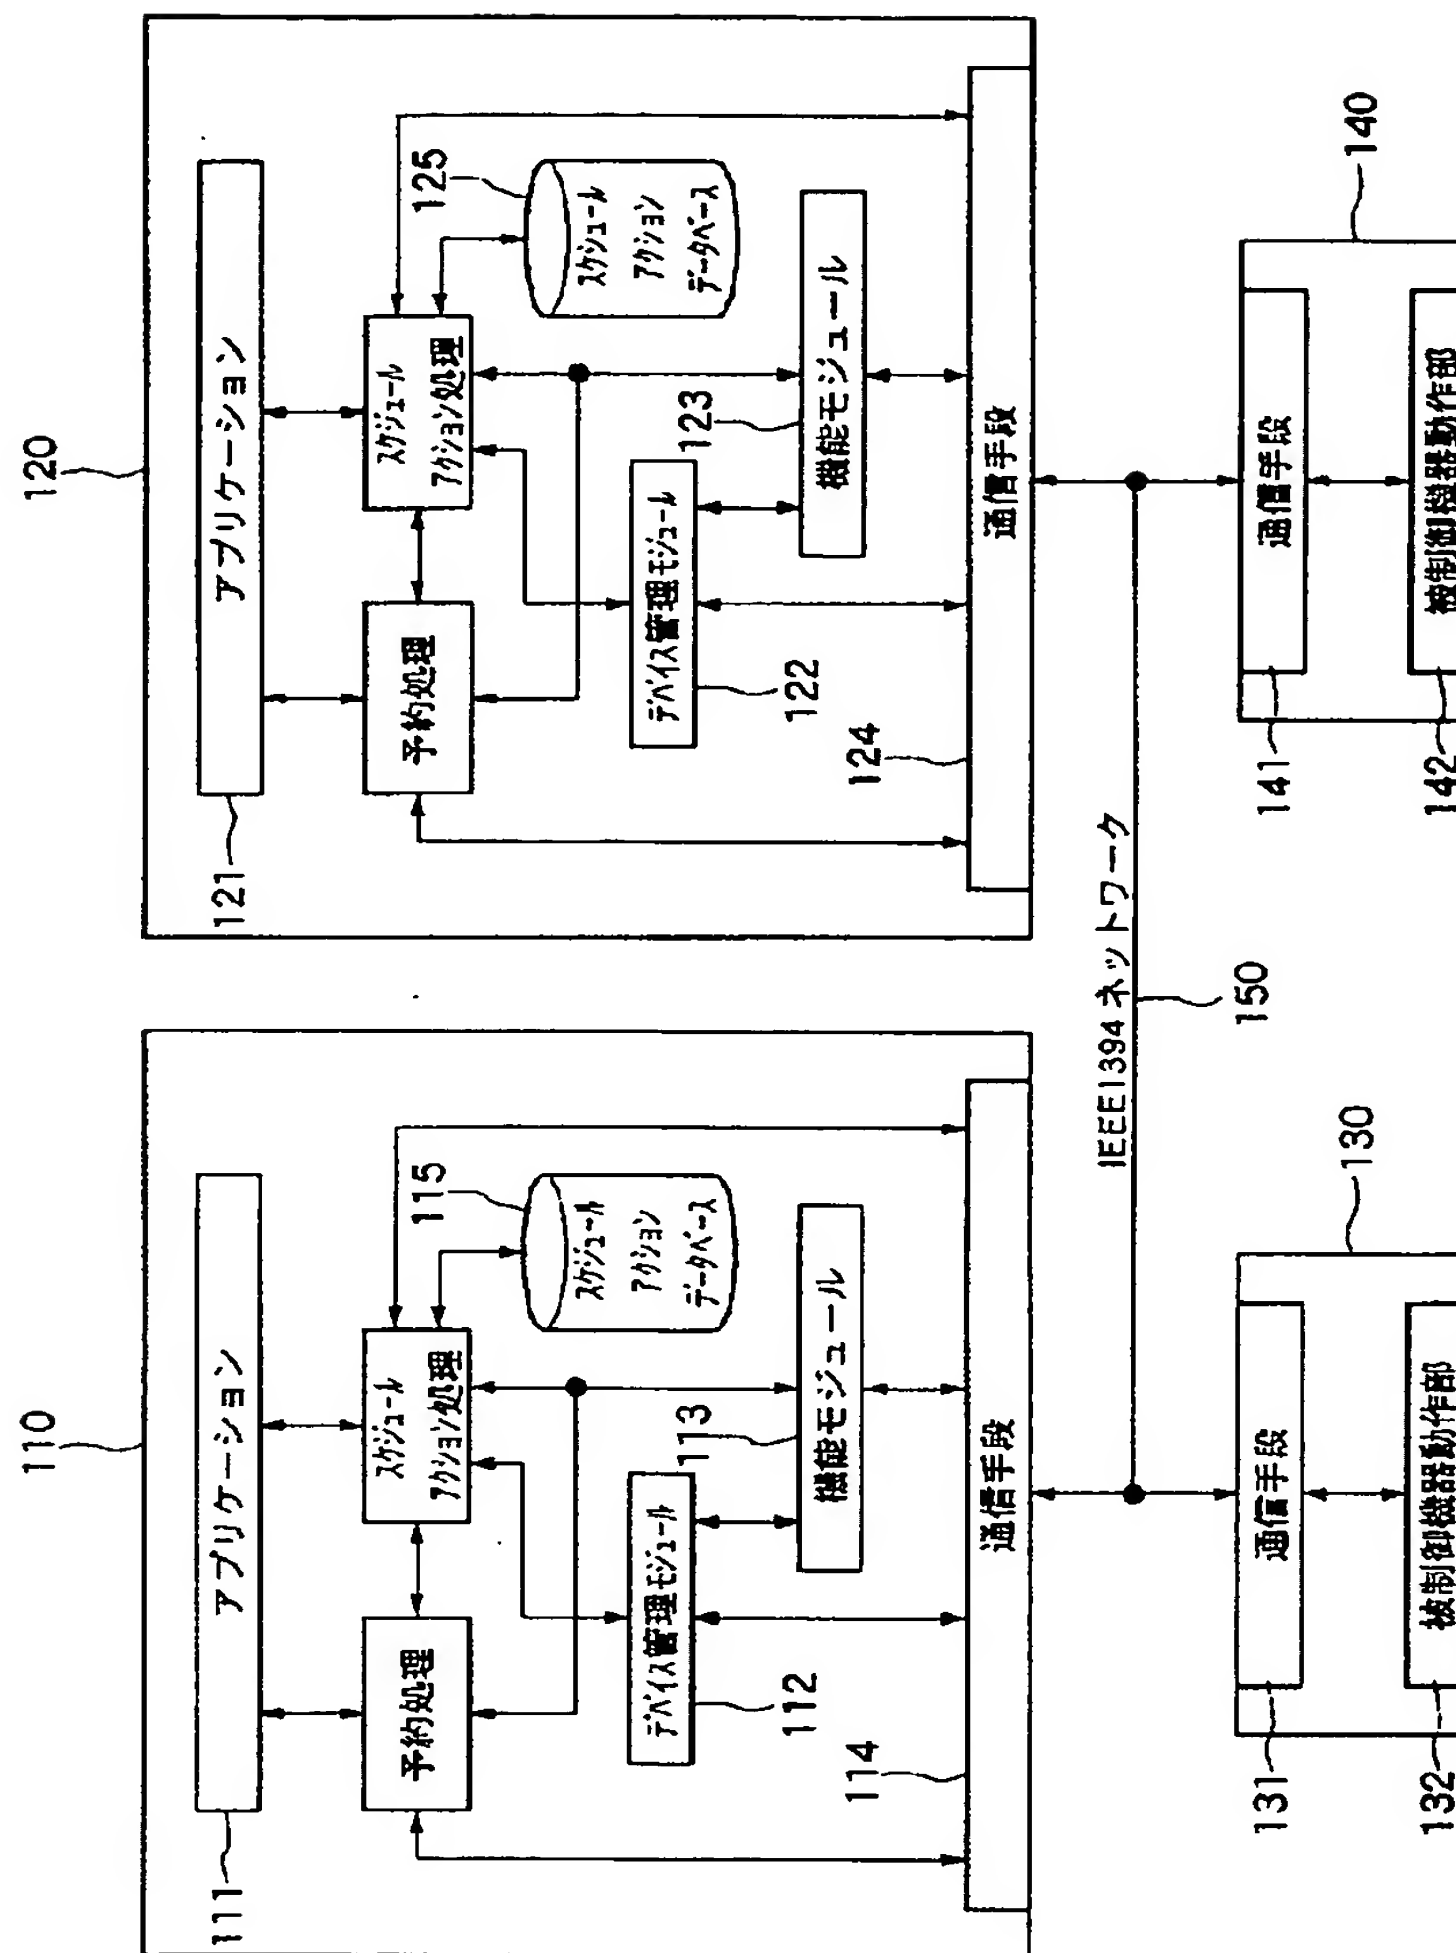 110
アプリケーション
111
予約処理
スケジュール
アクション処理
115
スケジュール
アクション
データベース
デバイス管理モジュール
112
113
機能モジュール
114
通信手段
120
アプリケーション
121
予約処理
スケジュール
アクション処理
125
スケジュール
アクション
データベース
デバイス管理モジュール
122
123
機能モジュール
124
通信手段
IEEE1394ネットワーク
150
130
通信手段
131
被制御機器動作部
132
140
通信手段
141
被制御機器動作部
142